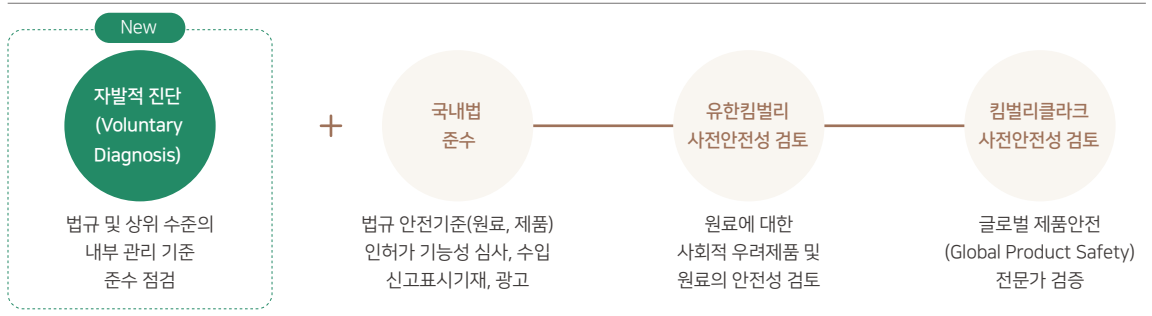 New
자발적 진단
(Voluntary
Diagnosis)
법규 및 상위 수준의
내부 관리 기준
준수 점검
+
국내법
준수
법규 안전기준(원료, 제품)
인허가 기능성 심사, 수입
신고표시기재, 광고
유한킴벌리
사전안전성 검토
원료에 대한
사회적 우려제품 및
원료의 안전성 검토
킴벌리클라크
사전안전성 검토
글로벌 제품안전
(Global Product Safety)
전문가 검증